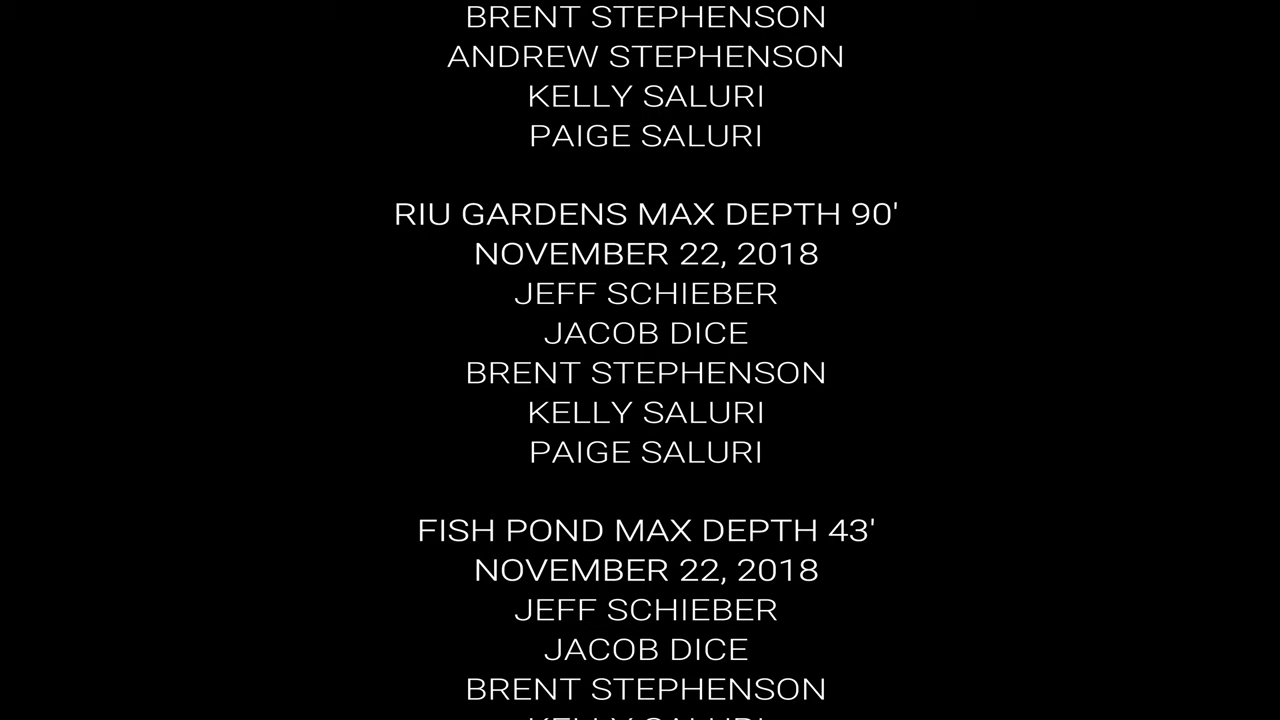 BRENT STEPHENSON
ANDREW STEPHENSON
KELLY SALURI
PAIGE SALURI
RIU GARDENS MAX DEPTH 90'
NOVEMBER 22, 2018
JEFF SCHIEBER
JACOB DICE
BRENT STEPHENSON
KELLY SALURI
PAIGE SALURI
FISH POND MAX DEPTH 43'
NOVEMBER 22, 2018
JEFF SCHIEBER
JACOB DICE
BRENT STEPHENSON